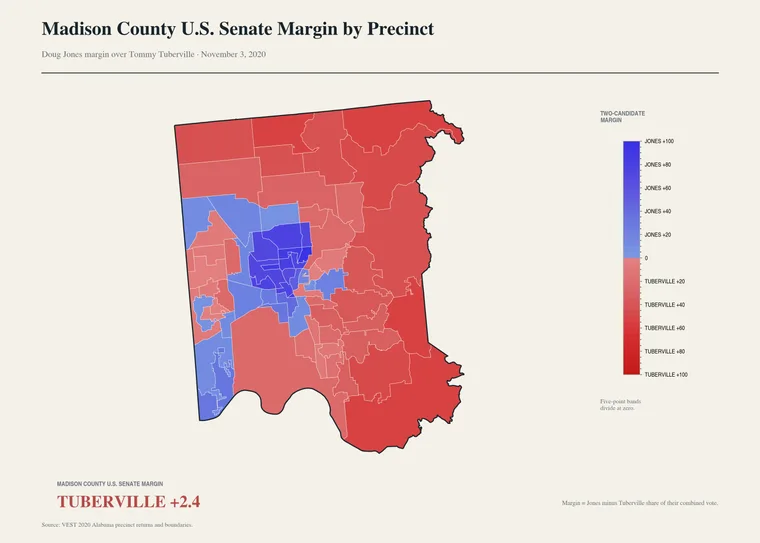 Madison County U.S. Senate Margin by Precinct
Doug Jones margin over Tommy Tuberville · November 3, 2020
TWO-CANDIDATE
MARGIN
JONES +100
JONES +80
JONES +60
JONES +40
JONES +20
0
TUBERVILLE +20
TUBERVILLE +40
TUBERVILLE +60
TUBERVILLE +80
TUBERVILLE +100
Five-point bands
divide at zero.
MADISON COUNTY U.S. SENATE MARGIN
TUBERVILLE +2.4
Margin = Jones minus Tuberville share of their combined vote.
Source: VEST 2020 Alabama precinct returns and boundaries.